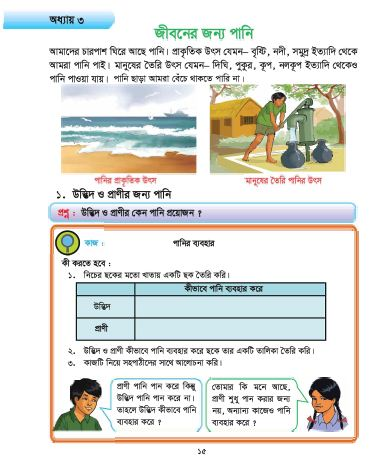 অধ্যায় ৩
জীবনের জন্য পানি
আমাদের চারপাশ ঘিরে আছে পানি। প্রাকৃতিক উৎস যেমন– বৃষ্টি, নদী, সমুদ্র ইত্যাদি থেকে
আমরা পানি পাই। মানুষের তৈরি উৎস যেমন– দিঘি, পুকুর, কূপ, নলকূপ ইত্যাদি থেকেও
পানি পাওয়া যায়। পানি ছাড়া আমরা বেঁচে থাকতে পারি না।
পানির প্রাকৃতিক উৎস
মানুষের তৈরি পানির উৎস
১. উদ্ভিদ ও প্রাণীর জন্য পানি
প্রশ্ন : উদ্ভিদ ও প্রাণীর কেন পানি প্রয়োজন ?
কাজ : পানির ব্যবহার
কী করতে হবে :
১. নিচের ছকের মতো খাতায় একটি ছক তৈরি করি।
কীভাবে পানি ব্যবহার করে
উদ্ভিদ
প্রাণী
২. উদ্ভিদ ও প্রাণী কীভাবে পানি ব্যবহার করে ছকে তার একটি তালিকা তৈরি করি।
৩. কাজটি নিয়ে সহপাঠীদের সাথে আলোচনা করি।
প্রাণী পানি পান করে কিন্তু
উদ্ভিদ পানি পান করে না।
তাহলে উদ্ভিদ কীভাবে পানি
ব্যবহার করে ?
তোমার কি মনে আছে,
প্রাণী শুধু পান করার জন্য
নয়, অন্যান্য কাজেও পানি
ব্যবহার করে ?
১৫